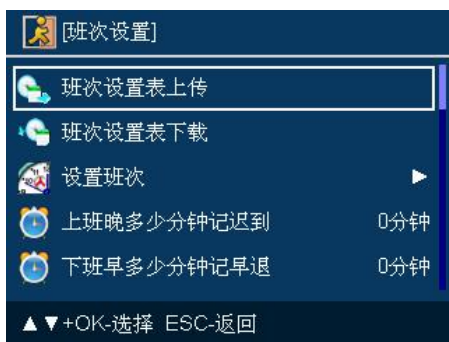 [班次设置]
班次设置表上传
班次设置表下载
设置班次
上班晚多少分钟记迟到 0分钟
下班早多少分钟记早退 0分钟
▲▼+OK-选择 ESC-返回